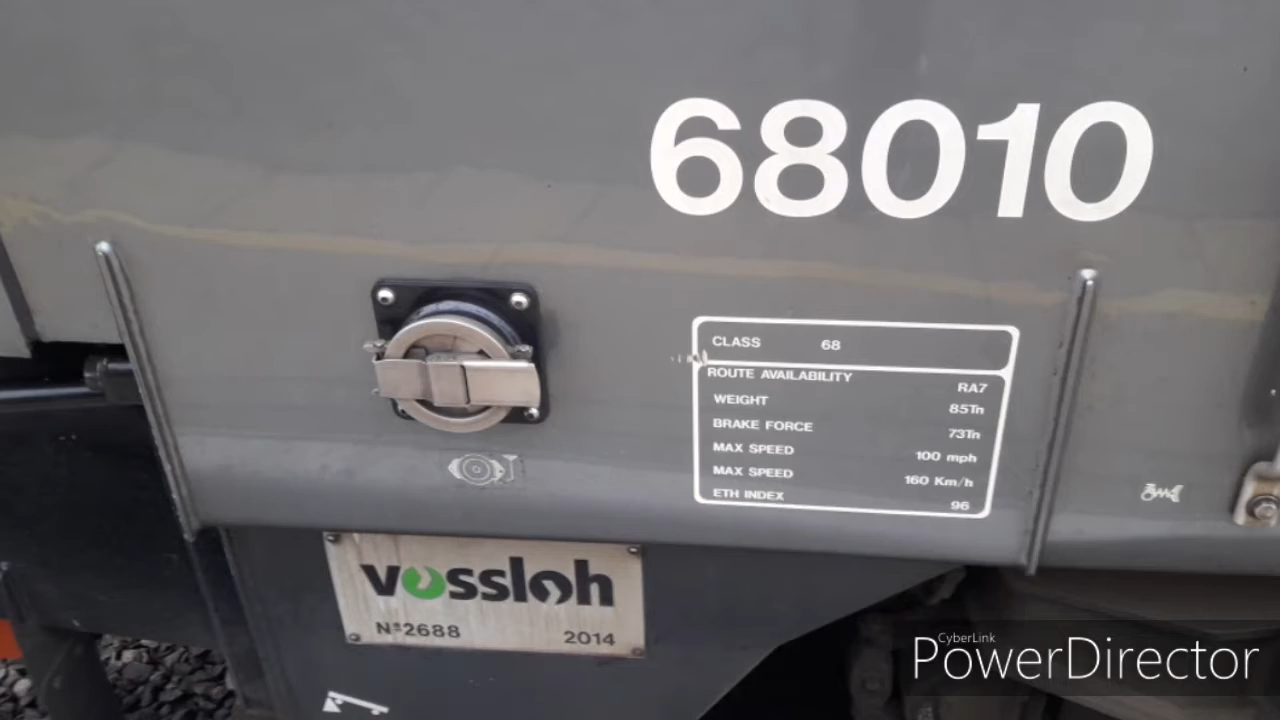 68010
CLASS 68
ROUTE AVAILABILITY RA7
WEIGHT 85Tn
BRAKE FORCE 73Tn
MAX SPEED 100 mph
MAX SPEED 160 Km/h
ETH INDEX 96
vossloh
Nº2688 2014
CyberLink
PowerDirector